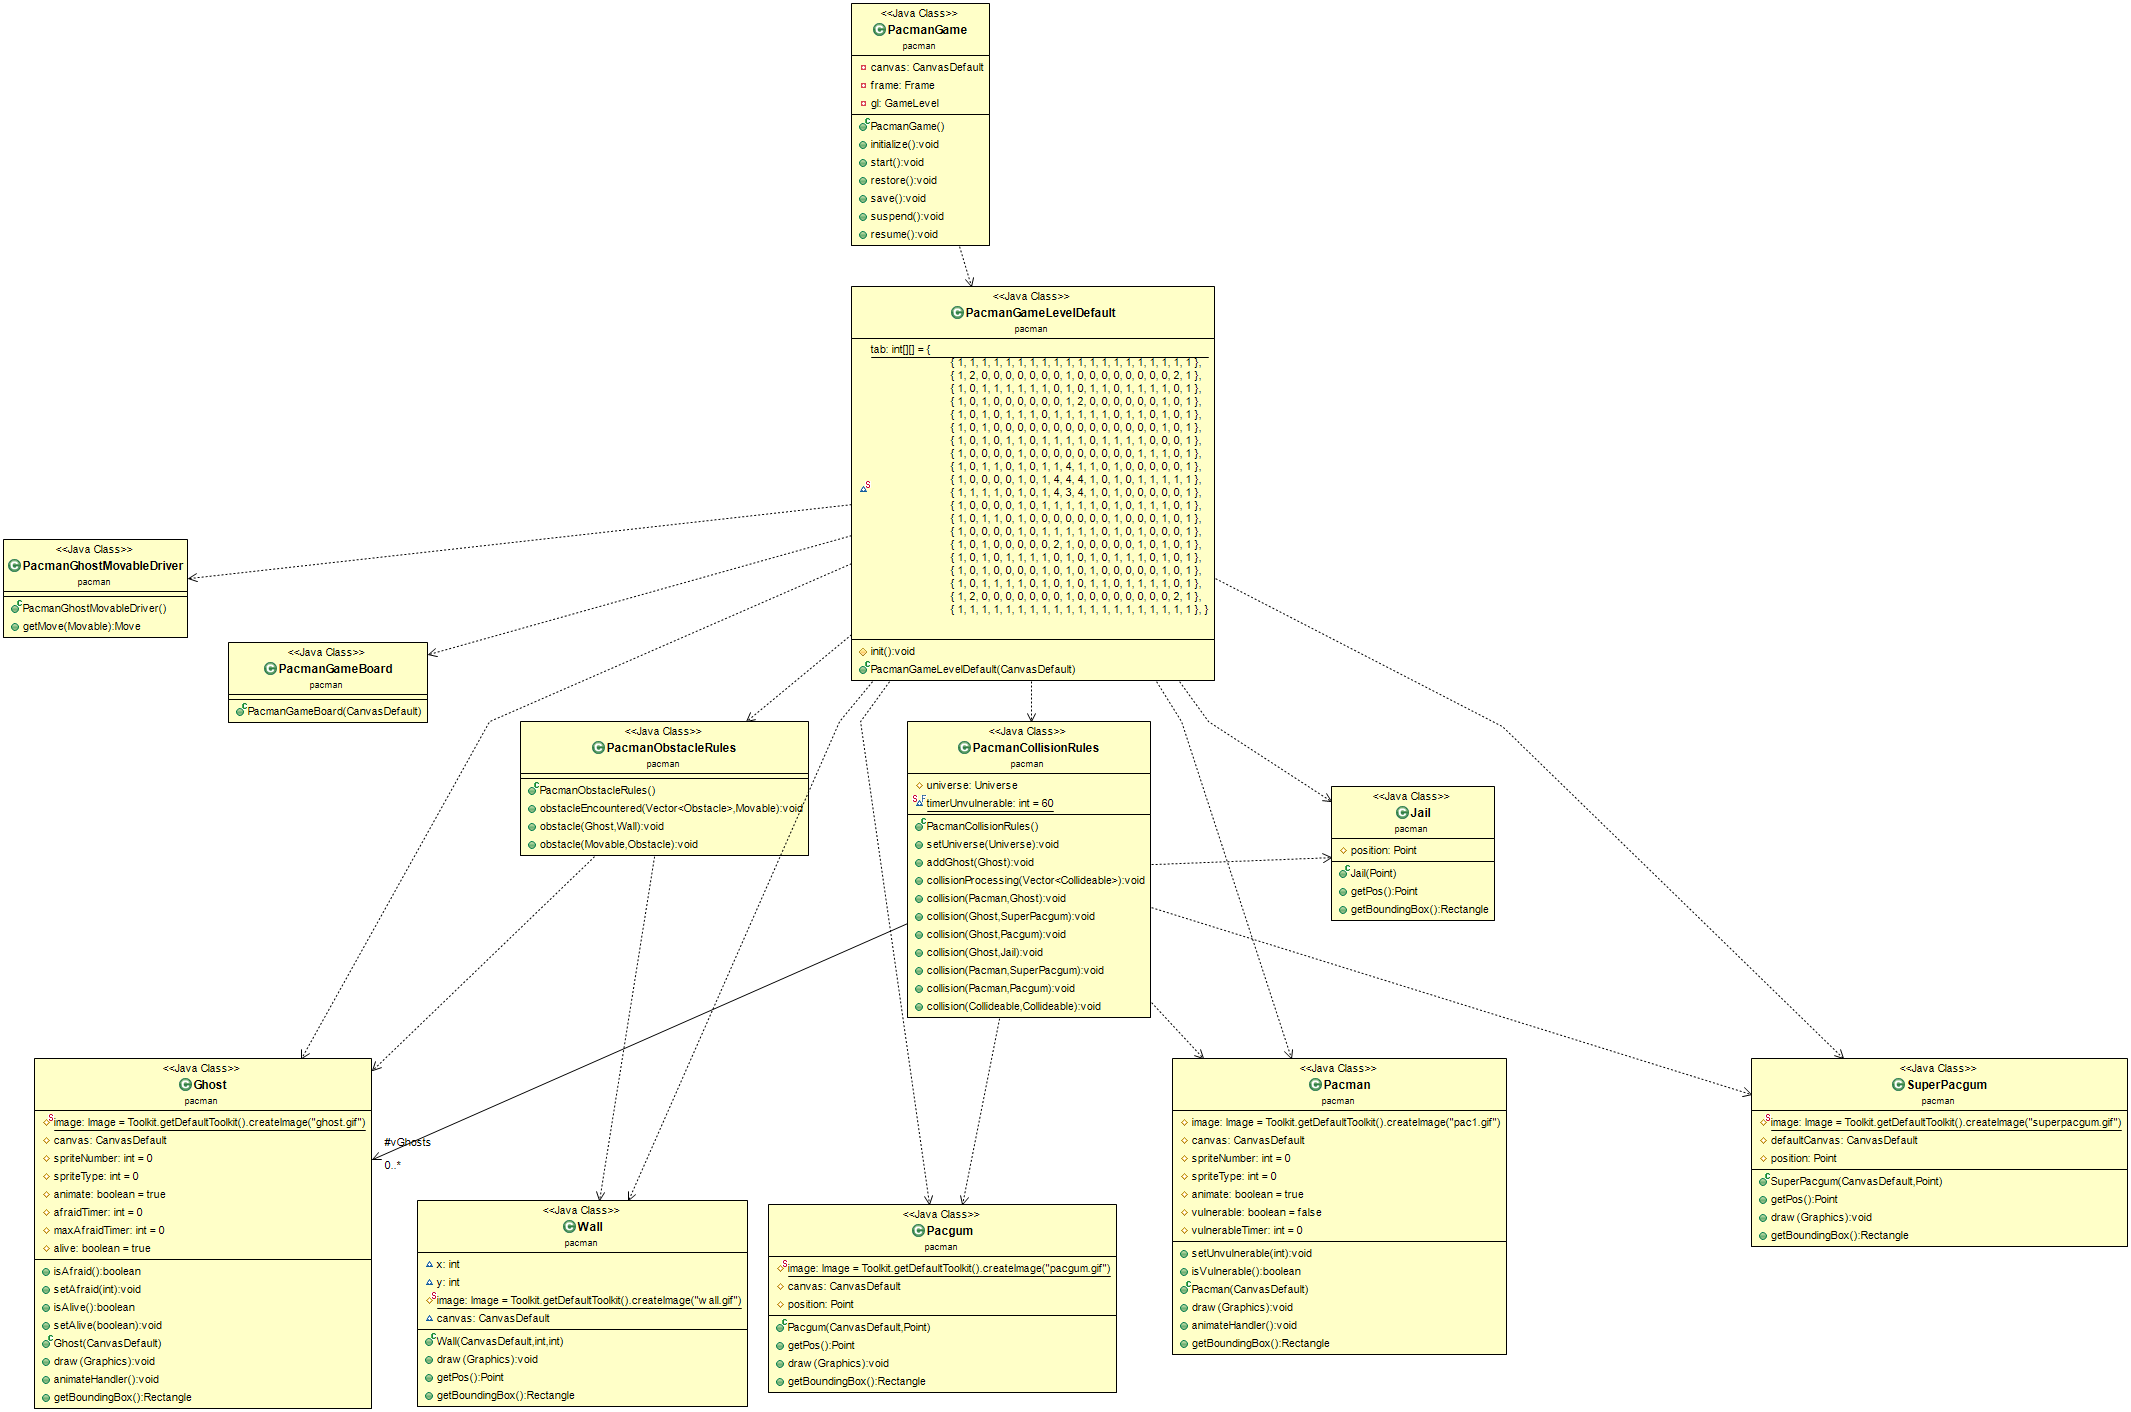 <<Java Class>>
PacmanGame
pacman
canvas: CanvasDefault
frame: Frame
gl: GameLevel
PacmanGame()
initialize():void
start():void
restore():void
save():void
suspend():void
resume():void
<<Java Class>>
PacmanGameLevelDefault
pacman
tab: int[][] = {
{ 1, 1, 1, 1, 1, 1, 1, 1, 1, 1, 1, 1, 1, 1, 1, 1, 1, 1, 1, 1 },
{ 1, 2, 0, 0, 0, 0, 0, 0, 0, 1, 0, 0, 0, 0, 0, 0, 0, 0, 2, 1 },
{ 1, 0, 1, 1, 1, 1, 1, 1, 0, 1, 0, 1, 1, 0, 1, 1, 1, 1, 0, 1 },
{ 1, 0, 1, 0, 0, 0, 0, 0, 0, 1, 2, 0, 0, 0, 0, 0, 0, 1, 0, 1 },
{ 1, 0, 1, 0, 1, 1, 1, 0, 1, 1, 1, 1, 1, 0, 1, 1, 0, 1, 0, 1 },
{ 1, 0, 1, 0, 0, 0, 0, 0, 0, 0, 0, 0, 0, 0, 0, 0, 0, 1, 0, 1 },
{ 1, 0, 1, 0, 1, 1, 0, 1, 1, 1, 1, 0, 1, 1, 1, 1, 0, 0, 0, 1 },
{ 1, 0, 0, 0, 0, 1, 0, 0, 0, 0, 0, 0, 0, 0, 0, 1, 1, 1, 0, 1 },
{ 1, 0, 1, 1, 0, 1, 0, 1, 1, 4, 1, 1, 0, 1, 0, 0, 0, 0, 0, 1 },
{ 1, 0, 0, 0, 0, 1, 0, 1, 4, 4, 4, 1, 0, 1, 0, 1, 1, 1, 1, 1 },
{ 1, 1, 1, 1, 0, 1, 0, 1, 4, 3, 4, 1, 0, 1, 0, 0, 0, 0, 0, 1 },
{ 1, 0, 0, 0, 0, 1, 0, 1, 1, 1, 1, 1, 0, 1, 0, 1, 1, 1, 0, 1 },
{ 1, 0, 1, 1, 0, 1, 0, 0, 0, 0, 0, 0, 0, 1, 0, 0, 0, 1, 0, 1 },
{ 1, 0, 0, 0, 0, 1, 0, 1, 1, 1, 1, 1, 0, 1, 0, 1, 0, 0, 0, 1 },
{ 1, 0, 1, 0, 0, 0, 0, 0, 2, 1, 0, 0, 0, 0, 0, 1, 0, 1, 0, 1 },
{ 1, 0, 1, 0, 1, 1, 1, 1, 0, 1, 0, 1, 0, 1, 1, 1, 0, 1, 0, 1 },
{ 1, 0, 1, 0, 0, 0, 0, 0, 0, 1, 0, 1, 0, 0, 0, 0, 0, 1, 0, 1 },
{ 1, 0, 1, 1, 1, 1, 0, 1, 0, 1, 0, 1, 1, 0, 1, 1, 1, 1, 0, 1 },
{ 1, 2, 0, 0, 0, 0, 0, 0, 0, 1, 0, 0, 0, 0, 0, 0, 0, 0, 2, 1 },
{ 1, 1, 1, 1, 1, 1, 1, 1, 1, 1, 1, 1, 1, 1, 1, 1, 1, 1, 1, 1 }, }
init():void
PacmanGameLevelDefault(CanvasDefault)
<<Java Class>>
PacmanGhostMovableDriver
pacman
PacmanGhostMovableDriver()
getMove(Movable):Move
<<Java Class>>
PacmanGameBoard
pacman
PacmanGameBoard(CanvasDefault)
<<Java Class>>
PacmanObstacleRules
pacman
PacmanObstacleRules()
obstacleEncountered(Vector<Obstacle>,Movable):void
obstacle(Ghost,Wall):void
obstacle(Movable,Obstacle):void
<<Java Class>>
PacmanCollisionRules
pacman
universe: Universe
timerUnvulnerable: int = 60
PacmanCollisionRules()
setUniverse(Universe):void
addGhost(Ghost):void
collisionProcessing(Vector<Collideable>):void
collision(Pacman,Ghost):void
collision(Ghost,SuperPacgum):void
collision(Ghost,Pacgum):void
collision(Ghost,Jail):void
collision(Pacman,SuperPacgum):void
collision(Pacman,Pacgum):void
collision(Collideable,Collideable):void
<<Java Class>>
Jail
pacman
position: Point
Jail(Point)
getPos():Point
getBoundingBox():Rectangle
<<Java Class>>
Ghost
pacman
image: Image = Toolkit.getDefaultToolkit().createImage("ghost.gif")
canvas: CanvasDefault
spriteNumber: int = 0
spriteType: int = 0
animate: boolean = true
afraidTimer: int = 0
maxAfraidTimer: int = 0
alive: boolean = true
isAfraid():boolean
setAfraid(int):void
isAlive():boolean
setAlive(boolean):void
Ghost(CanvasDefault)
draw(Graphics):void
animateHandler():void
getBoundingBox():Rectangle
#vGhosts
0..*
<<Java Class>>
Wall
pacman
x: int
y: int
image: Image = Toolkit.getDefaultToolkit().createImage("wall.gif")
canvas: CanvasDefault
Wall(CanvasDefault,int,int)
draw(Graphics):void
getPos():Point
getBoundingBox():Rectangle
<<Java Class>>
Pacgum
pacman
image: Image = Toolkit.getDefaultToolkit().createImage("pacgum.gif")
canvas: CanvasDefault
position: Point
Pacgum(CanvasDefault,Point)
getPos():Point
draw(Graphics):void
getBoundingBox():Rectangle
<<Java Class>>
Pacman
pacman
image: Image = Toolkit.getDefaultToolkit().createImage("pac1.gif")
canvas: CanvasDefault
spriteNumber: int = 0
spriteType: int = 0
animate: boolean = true
vulnerable: boolean = false
vulnerableTimer: int = 0
setUnvulnerable(int):void
isVulnerable():boolean
Pacman(CanvasDefault)
draw(Graphics):void
animateHandler():void
getBoundingBox():Rectangle
<<Java Class>>
SuperPacgum
pacman
image: Image = Toolkit.getDefaultToolkit().createImage("superpacgum.gif")
defaultCanvas: CanvasDefault
position: Point
SuperPacgum(CanvasDefault,Point)
getPos():Point
draw(Graphics):void
getBoundingBox():Rectangle